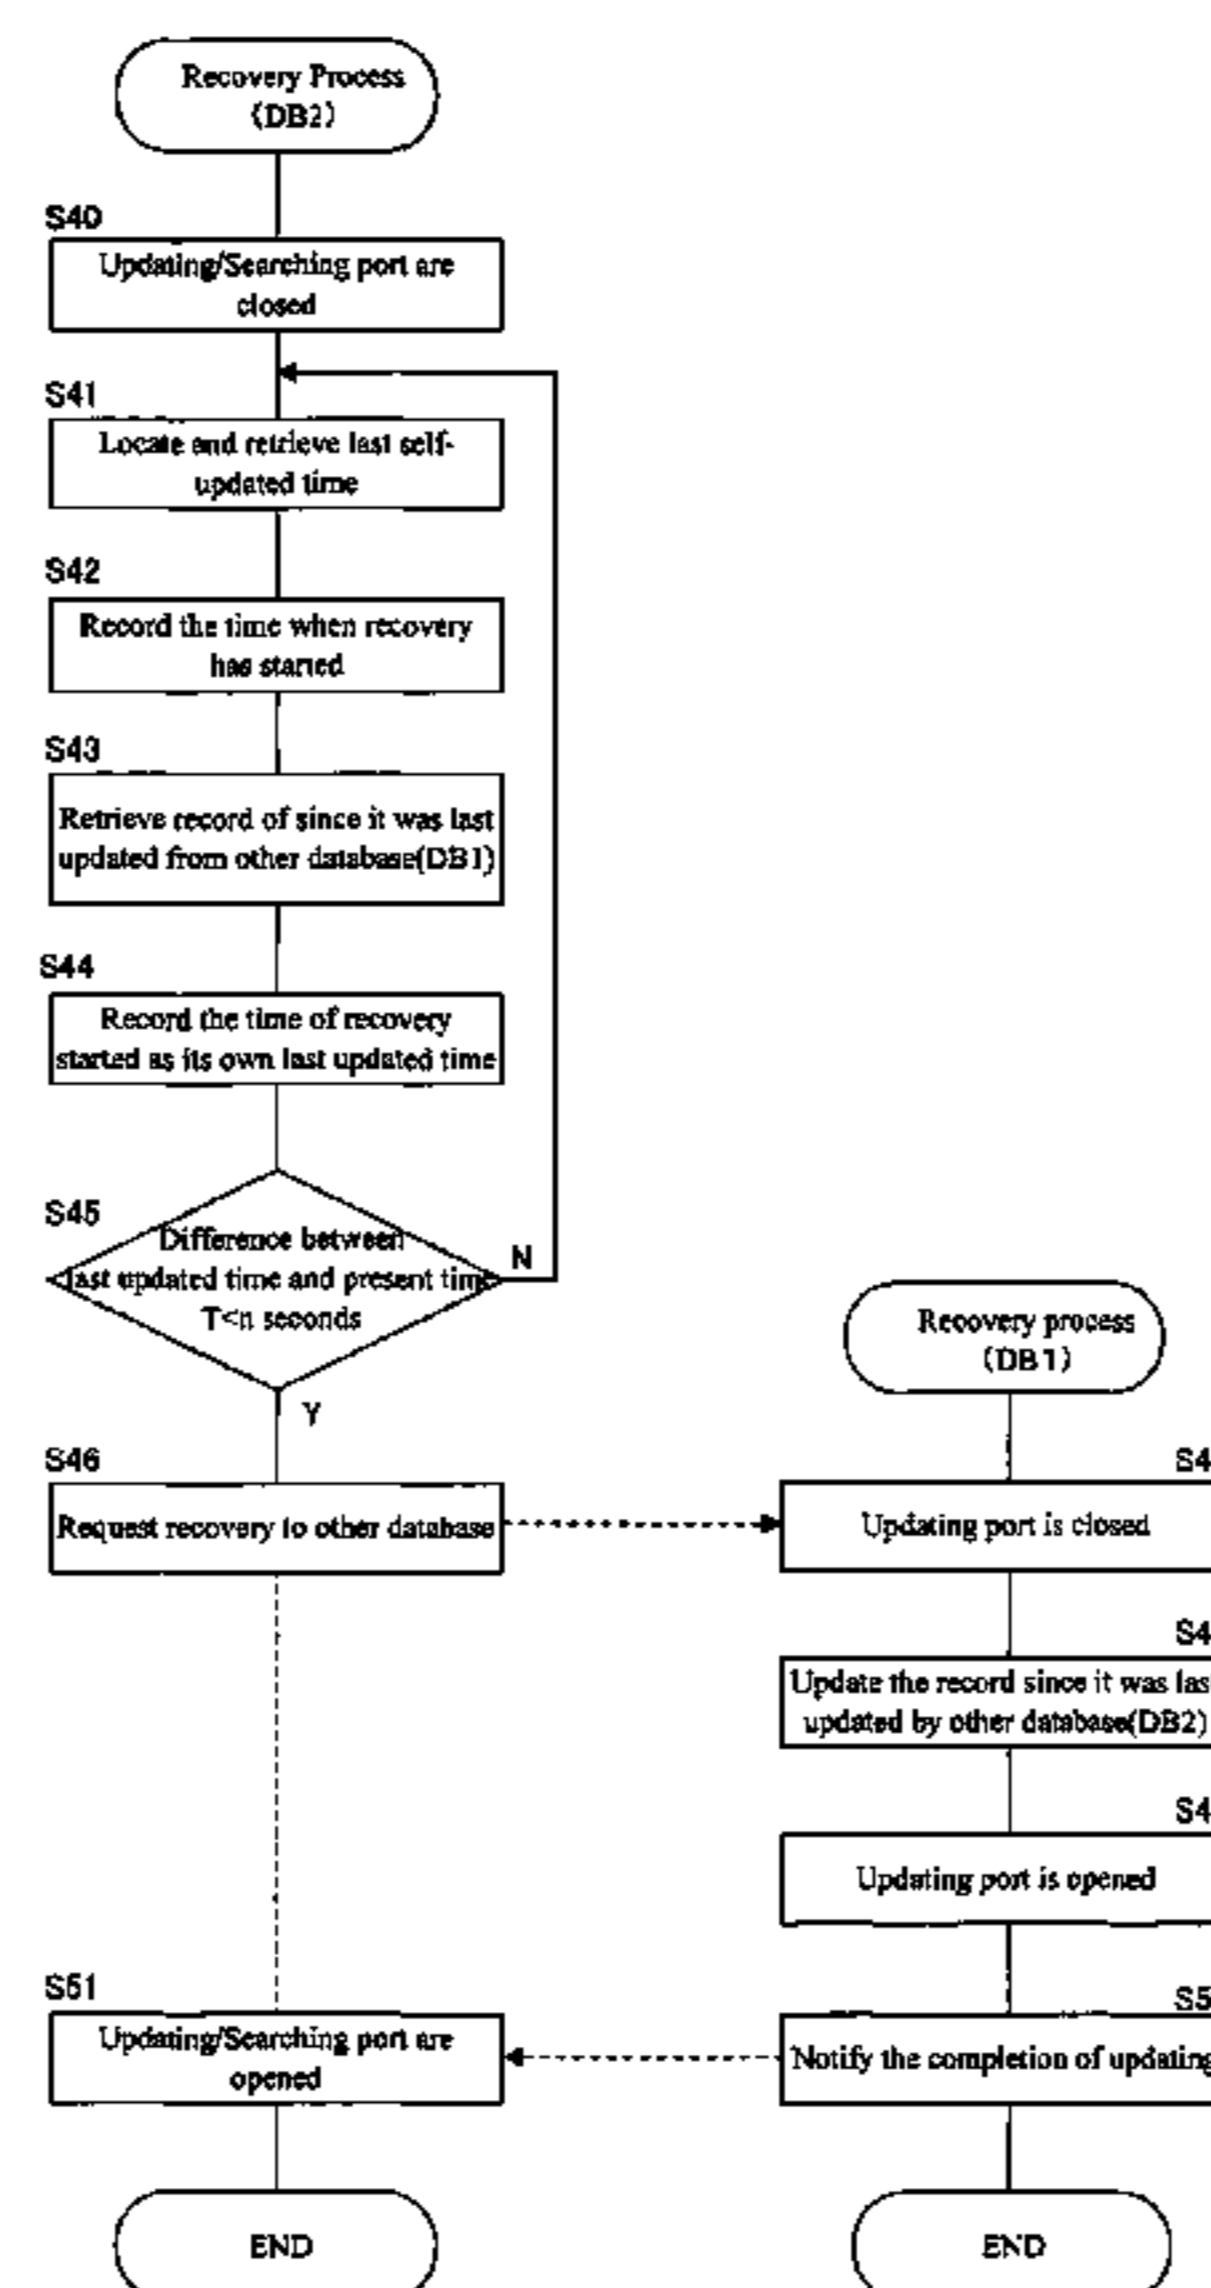 Recovery Process
(DB2)
S40
Updating/Searching port are
closed
S41
Locate and retrieve last self-
updated time
S42
Record the time when recovery
has started
S43
Retrieve record of since it was last
updated from other database(DB1)
S44
Record the time of recovery
started as its own last updated time
S45
Difference between
last updated time and present time
T<n seconds
N
Y
S46
Request recovery to other database
S51
Updating/Searching port are
opened
END
Recovery process
(DB1)
S4
Updating port is closed
S4
Update the record since it was las
updated by other database(DB2)
S4
Updating port is opened
S5
Notify the completion of updating
END